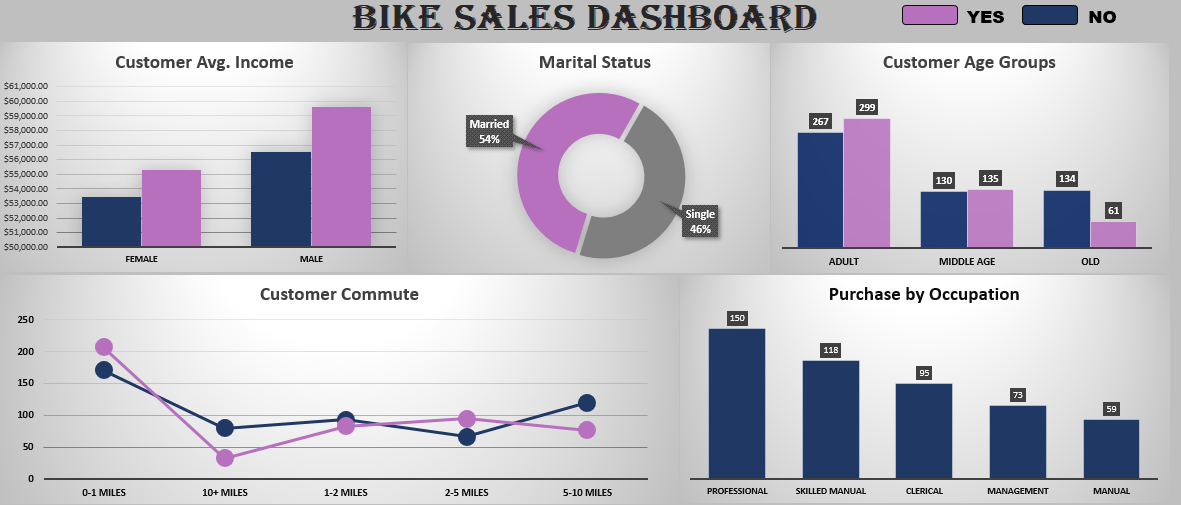 BIKE SALES DASHBOARD
YES
NO
Customer Avg. Income
$61,000.00
$60,000.00
$59,000.00
$58,000.00
$57,000.00
$56,000.00
$55,000.00
$54,000.00
$53,000.00
$52,000.00
$51,000.00
$50,000.00
FEMALE
MALE
Marital Status
Married
54%
Single
46%
Customer Age Groups
267
299
130
135
134
61
ADULT
MIDDLE AGE
OLD
Customer Commute
250
200
150
100
50
0
0-1 MILES
10+ MILES
1-2 MILES
2-5 MILES
5-10 MILES
Purchase by Occupation
150
118
95
73
59
PROFESSIONAL
SKILLED MANUAL
CLERICAL
MANAGEMENT
MANUAL